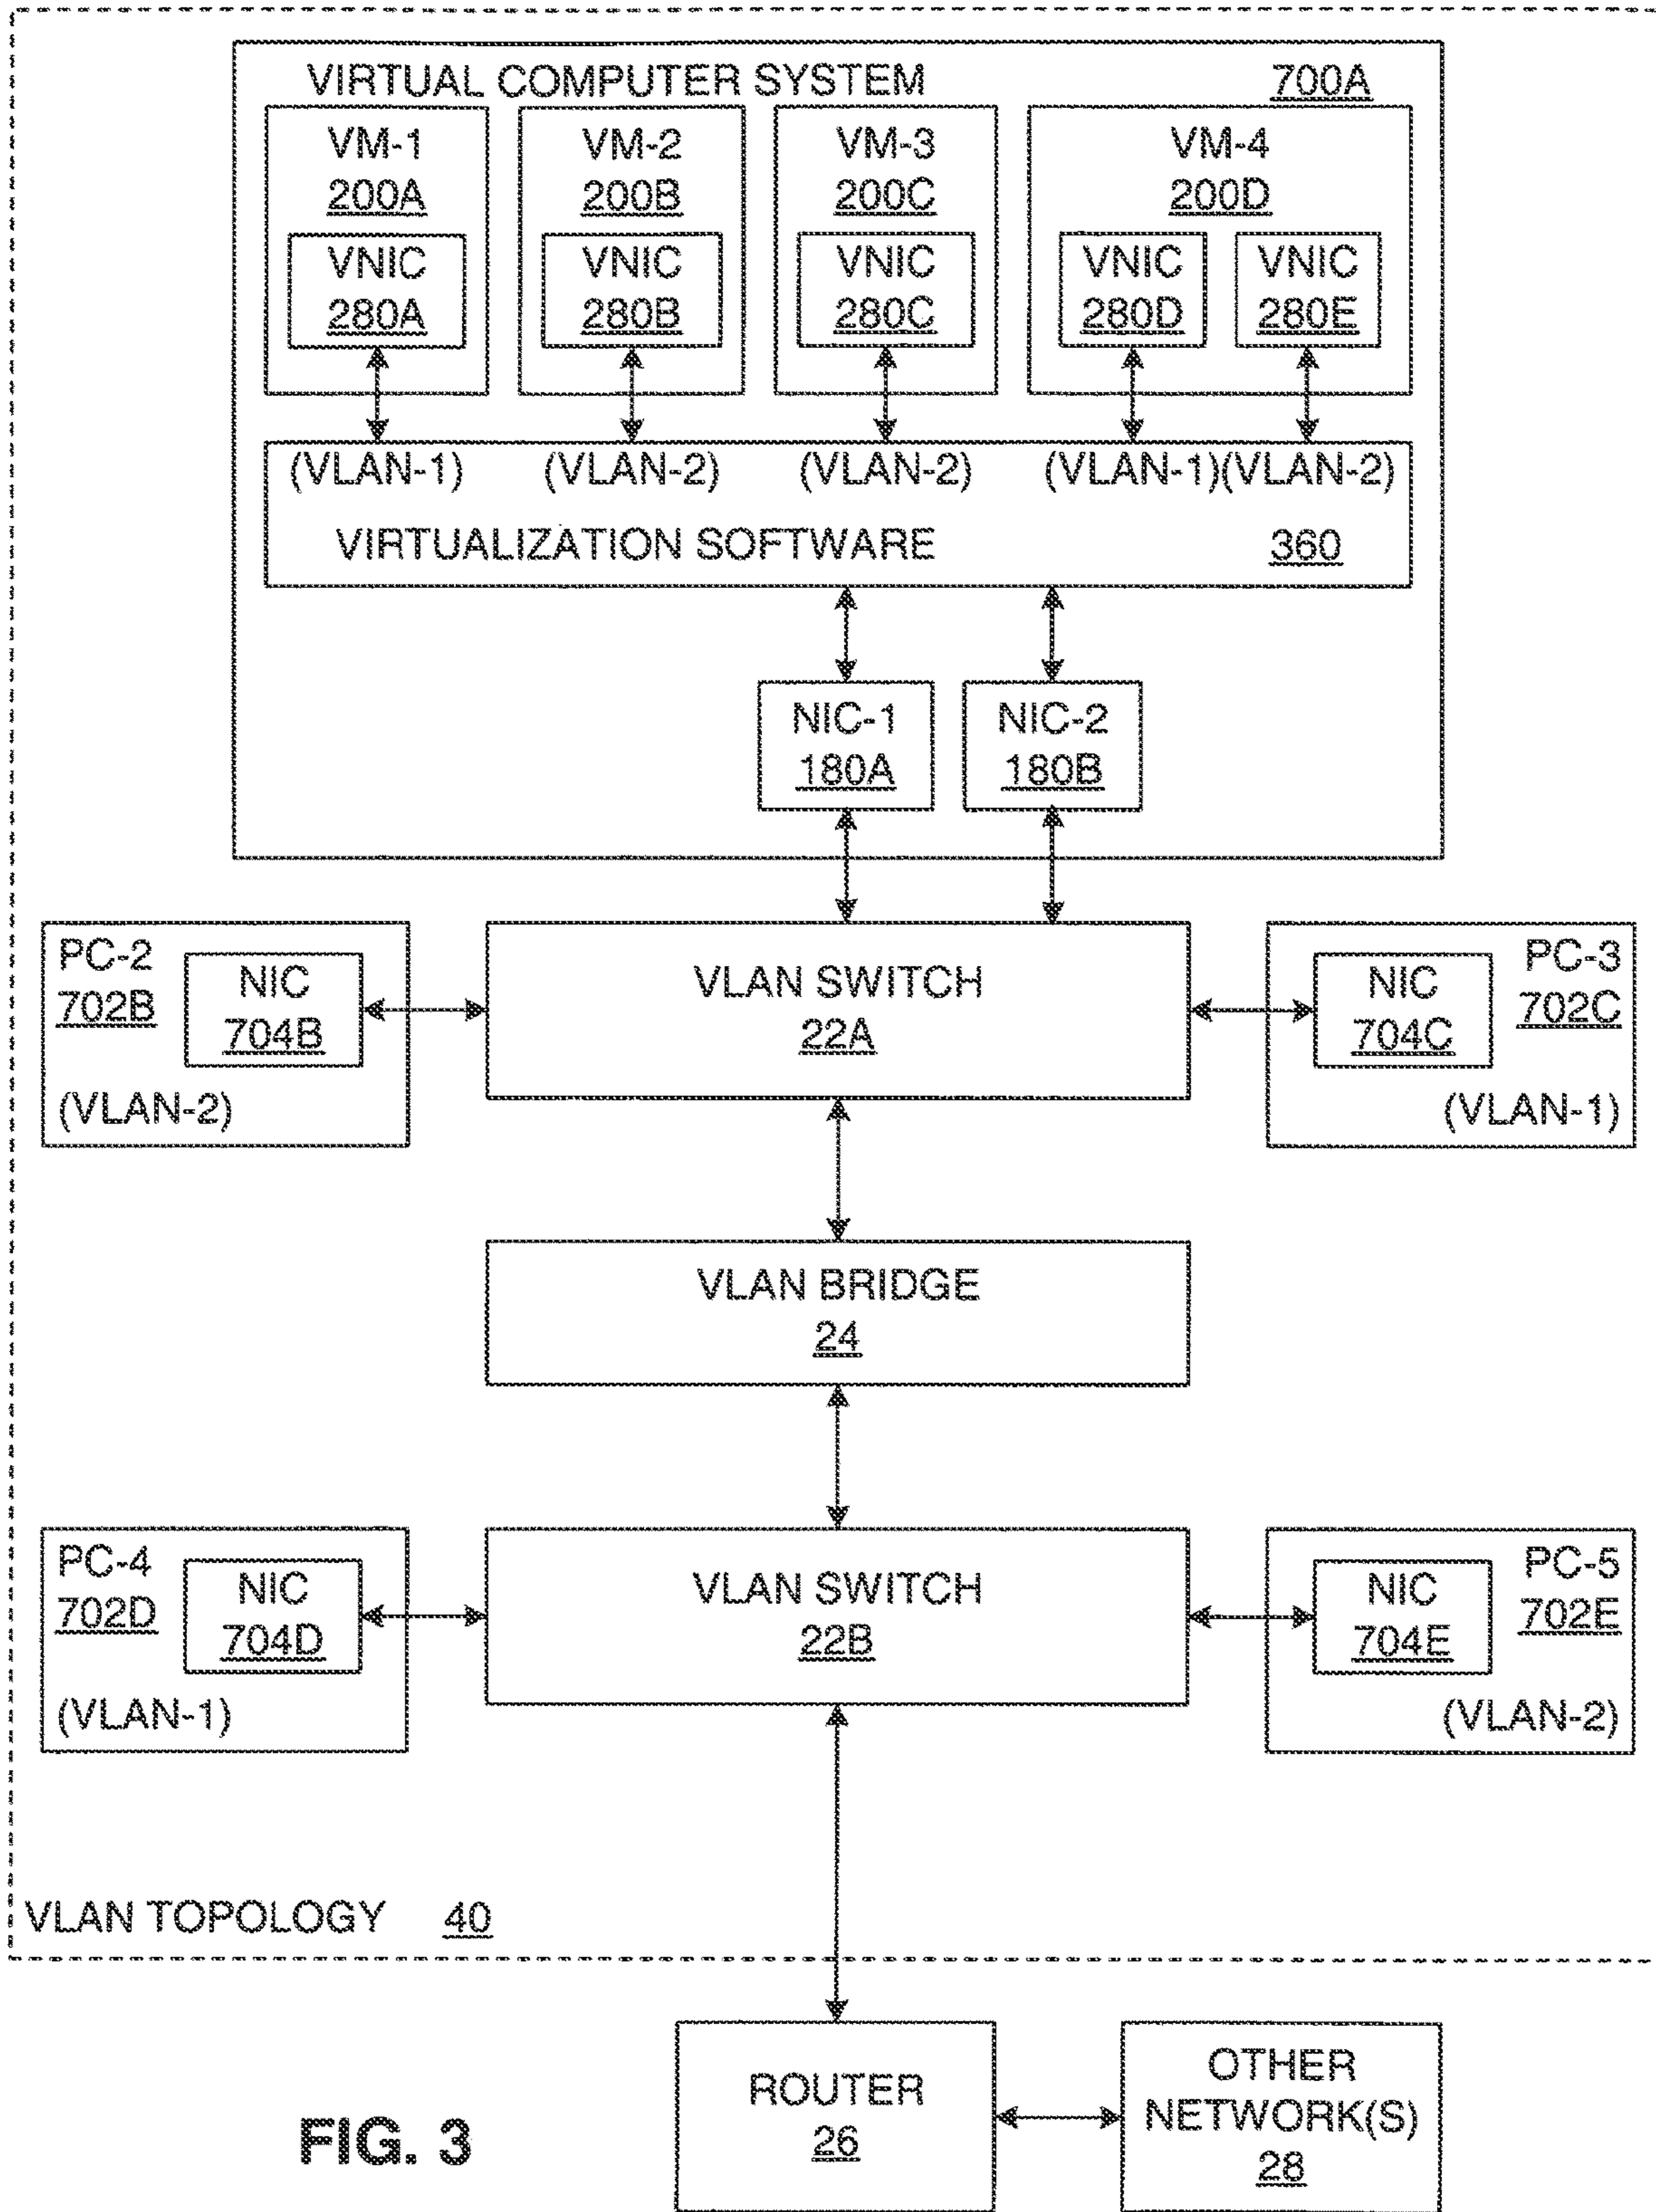 VIRTUAL COMPUTER SYSTEM 700A
VM-1
200A
VNIC
280A
VM-2
200B
VNIC
280B
VM-3
200C
VNIC
280C
VM-4
200D
VNIC
280D
VNIC
280E
(VLAN-1) (VLAN-2) (VLAN-2) (VLAN-1)(VLAN-2)
VIRTUALIZATION SOFTWARE 360
NIC-1
180A
NIC-2
180B
PC-2
702B
NIC
704B
(VLAN-2)
VLAN SWITCH
22A
PC-3
702C
NIC
704C
(VLAN-1)
VLAN BRIDGE
24
PC-4
702D
NIC
704D
(VLAN-1)
VLAN SWITCH
22B
PC-5
702E
NIC
704E
(VLAN-2)
VLAN TOPOLOGY 40
ROUTER
26
OTHER
NETWORK(S)
28
FIG. 3